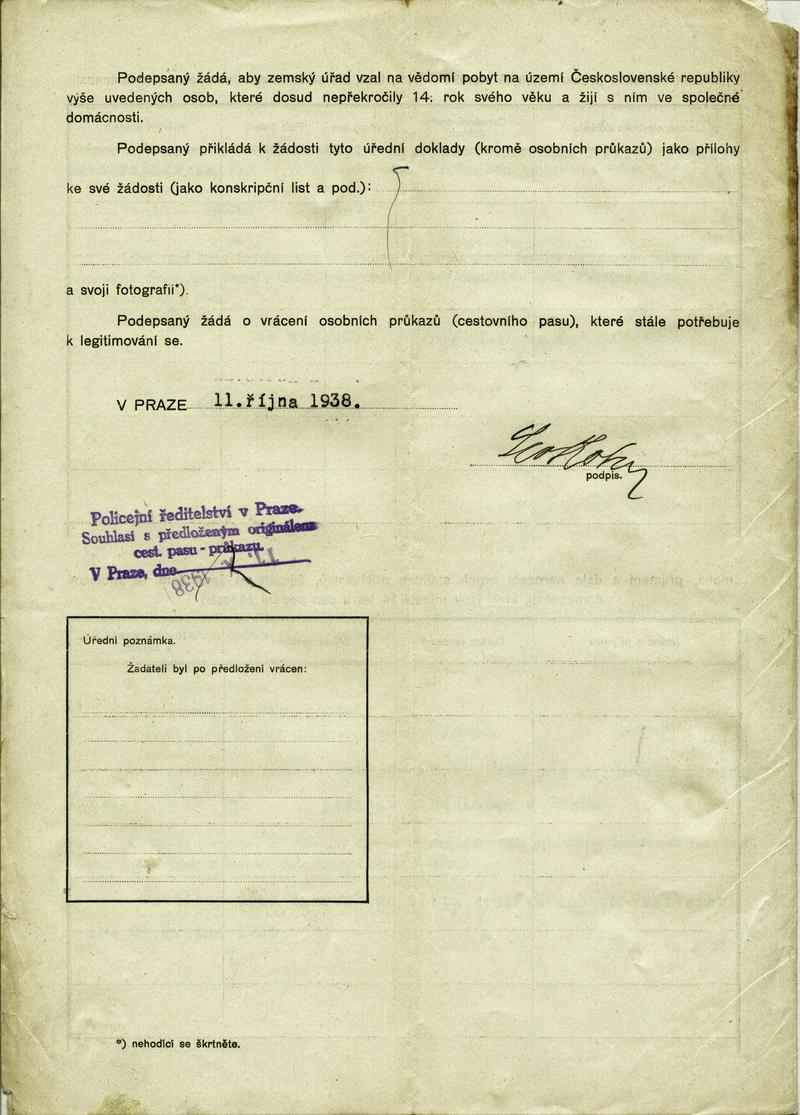 Podepsaný žádá, aby zemský úřad vzal na vědomí pobyt na území Československé republiky
výše uvedených osob, které dosud nepřekročily 14. rok svého věku a žijí s ním ve společné
domácnosti.
Podepsaný přikládá k žádosti tyto úřední doklady (kromě osobních průkazů) jako přílohy
ke své žádosti (jako konskripční list a pod.):
a svoji fotografii*).
Podepsaný žádá o vrácení osobních průkazů (cestovního pasu), které stále potřebuje
k legitimování se.
V PRAZE 11.října 1938.
podpis.
Policejní ředitelství v Praze.
Souhlasí s předloženým originálem
cest. pasu - průkazu.
V Praze, dne
Úřední poznámka.
Žadateli byl po předložení vrácen:
*) nehodící se škrtněte.